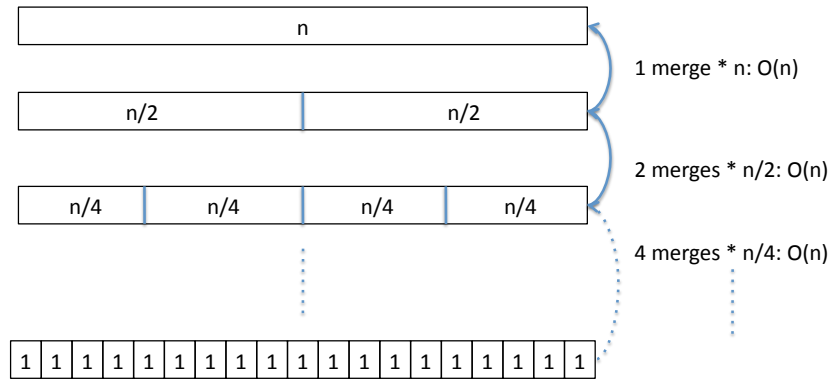 n
1 merge * n: O(n)
n/2 n/2
2 merges * n/2: O(n)
n/4 n/4 n/4 n/4
4 merges * n/4: O(n)
1 1 1 1 1 1 1 1 1 1 1 1 1 1 1 1 1 1 1